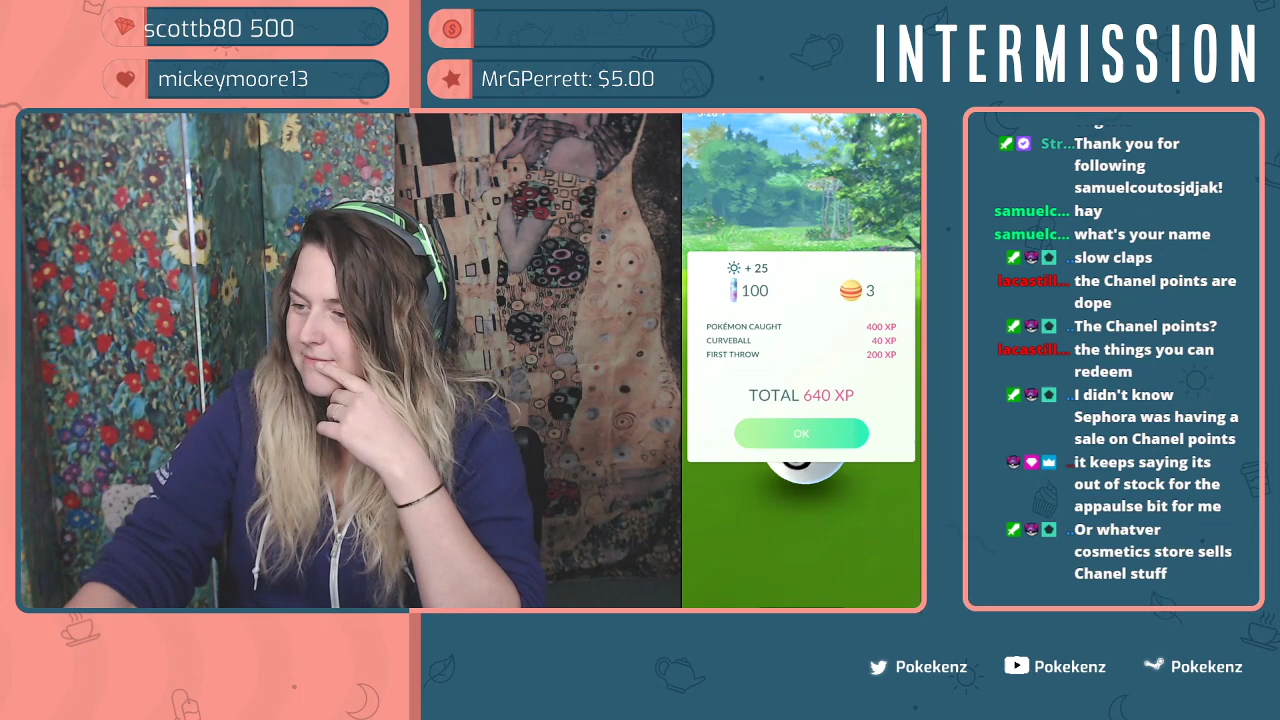 scottb80 500
mickeymoore13
MrGPerrett: $5.00
INTERMISSION
+ 25
100
3
POKÉMON CAUGHT 400 XP
CURVEBALL 40 XP
FIRST THROW 200 XP
TOTAL 640 XP
OK
Str...Thank you for
following
samuelcoutosjdjak!
samuelc... hay
samuelc... what's your name
..slow claps
lacastill... the Chanel points are
dope
..The Chanel points?
lacastill... the things you can
redeem
..I didn't know
Sephora was having a
sale on Chanel points
..it keeps saying its
out of stock for the
appaulse bit for me
..Or whatver
cosmetics store sells
Chanel stuff
Pokekenz
Pokekenz
Pokekenz